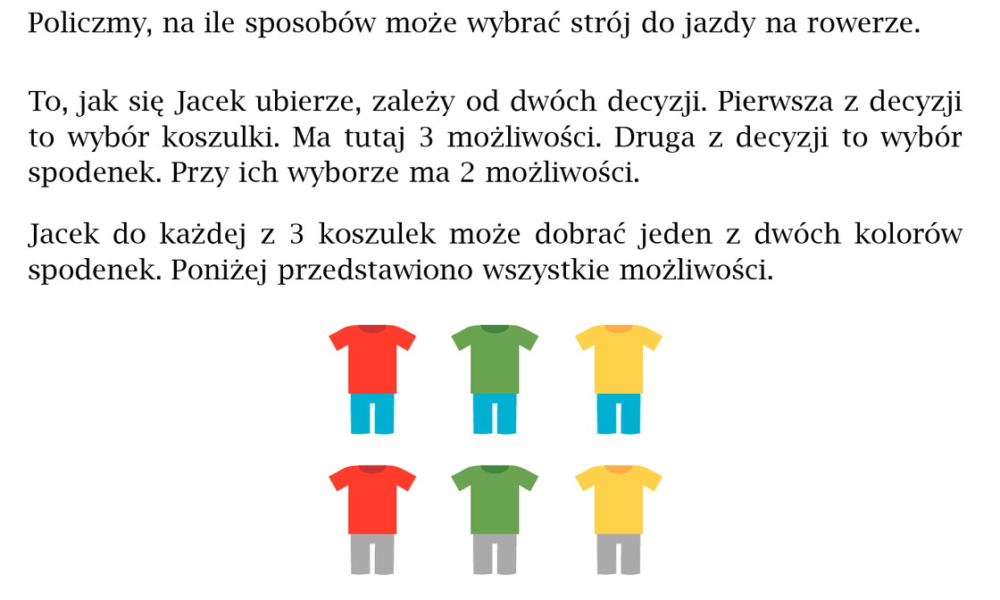 Policzmy, na ile sposobów może wybrać strój do jazdy na rowerze.
To, jak się Jacek ubierze, zależy od dwóch decyzji. Pierwsza z decyzji
to wybór koszulki. Ma tutaj 3 możliwości. Druga z decyzji to wybór
spodenek. Przy ich wyborze ma 2 możliwości.
Jacek do każdej z 3 koszulek może dobrać jeden z dwóch kolorów
spodenek. Poniżej przedstawiono wszystkie możliwości.